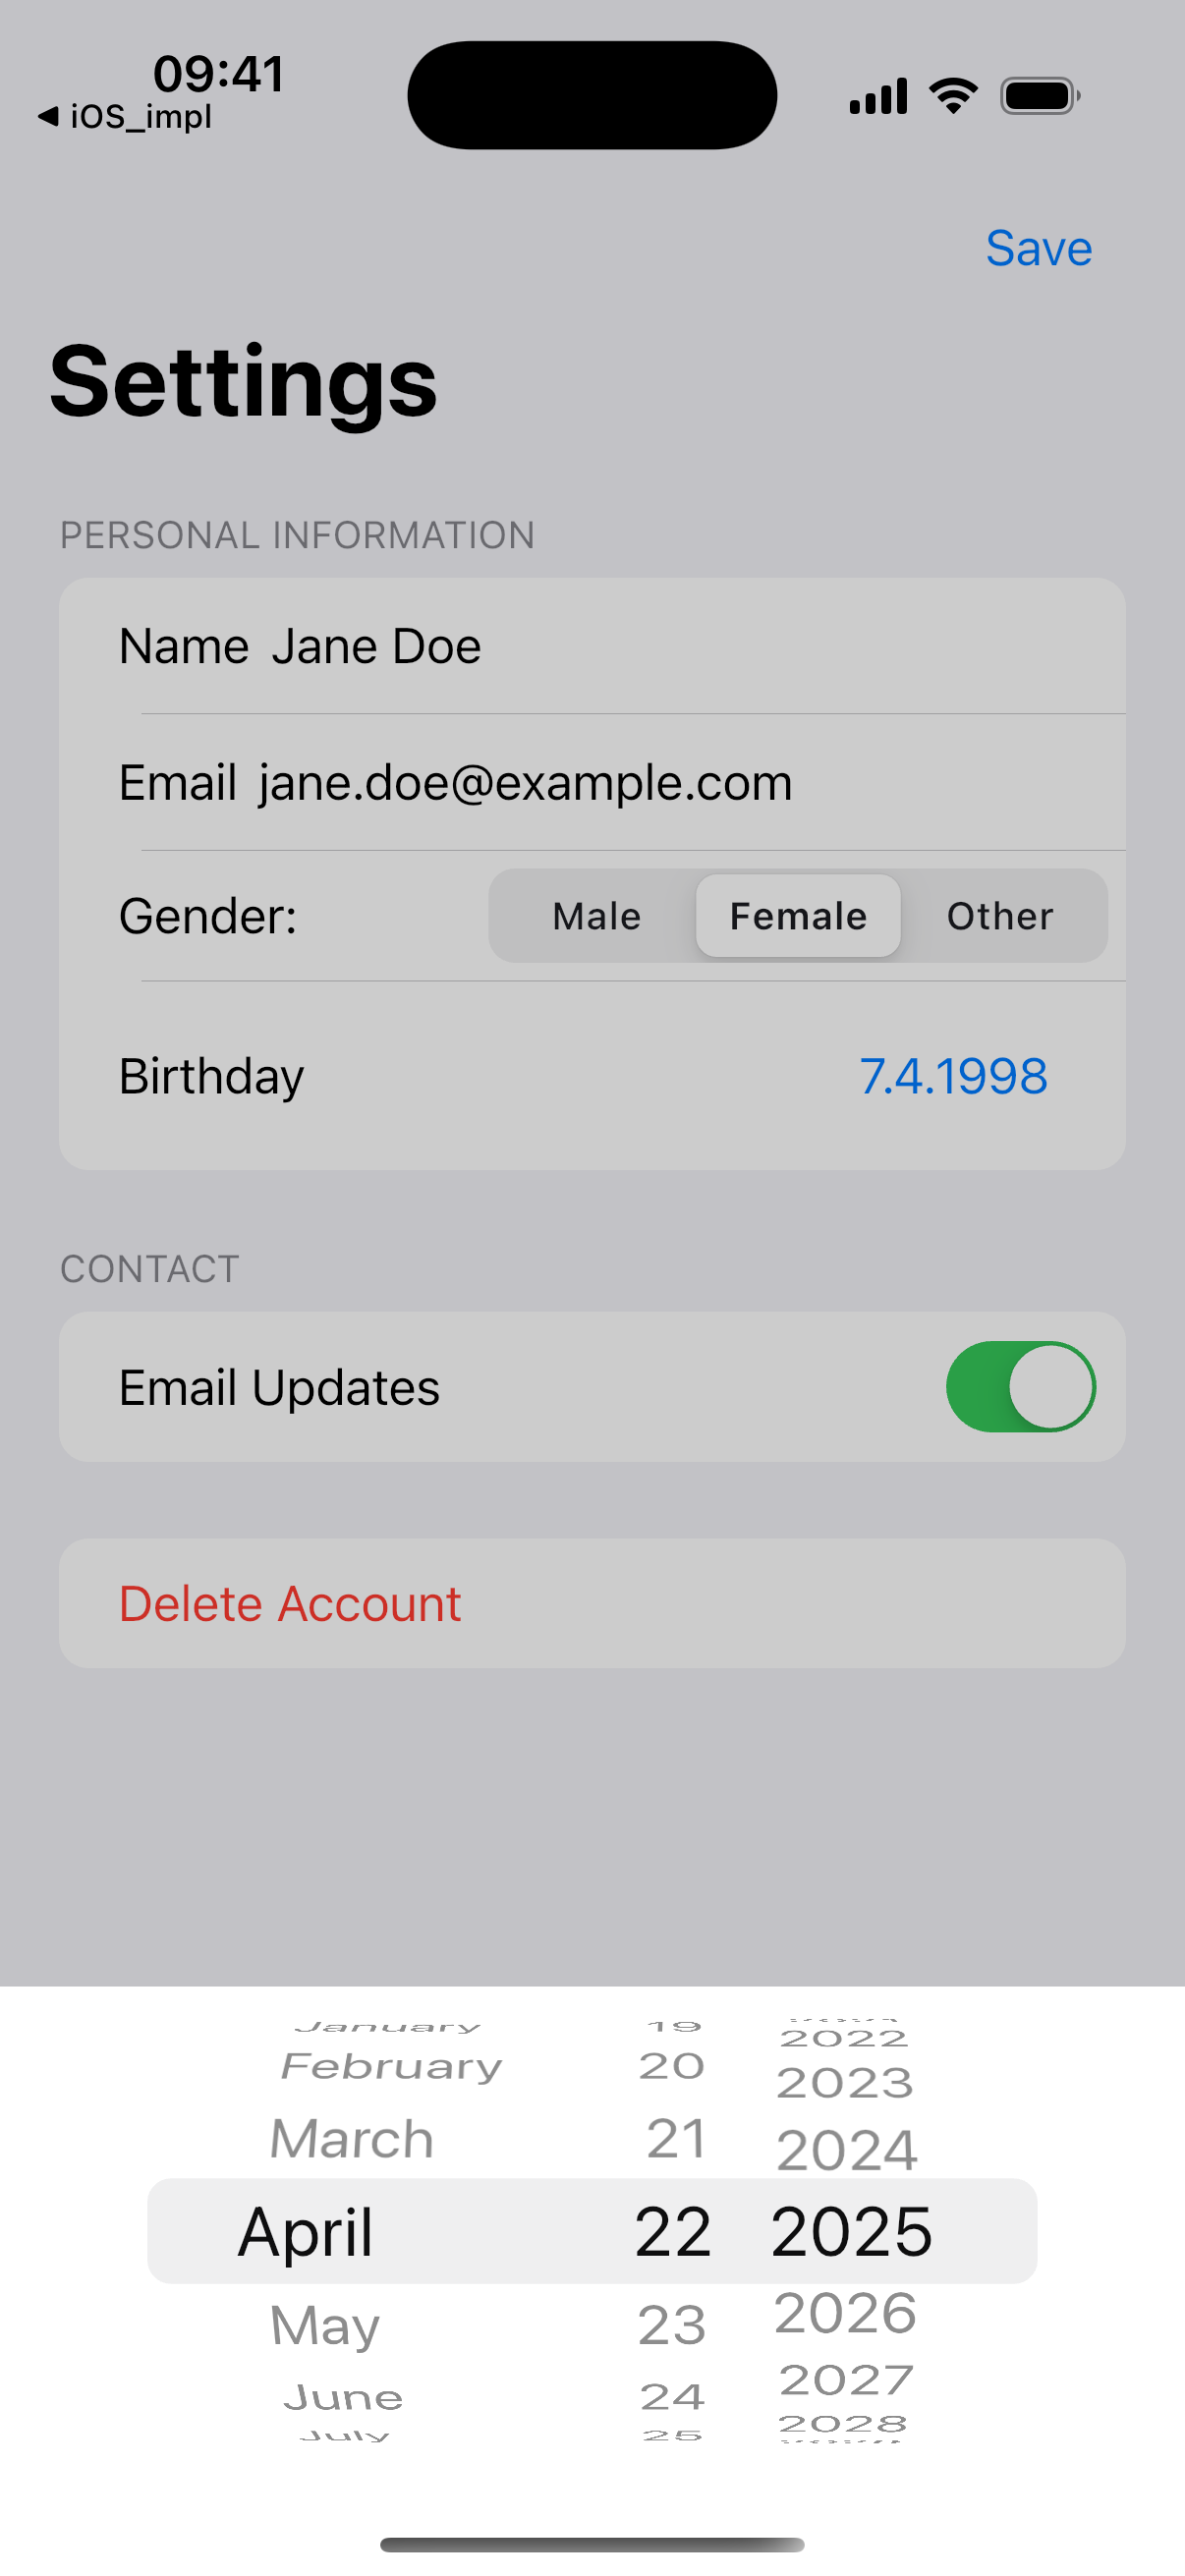 09:41
◀ iOS_impl
Save
Settings
PERSONAL INFORMATION
Name Jane Doe
Email jane.doe@example.com
Gender: Male Female Other
Birthday 7.4.1998
CONTACT
Email Updates
Delete Account
January 19
February 20 2022
2023
March 21 2024
April 22 2025
May 23 2026
June 24 2027
July 25 2028